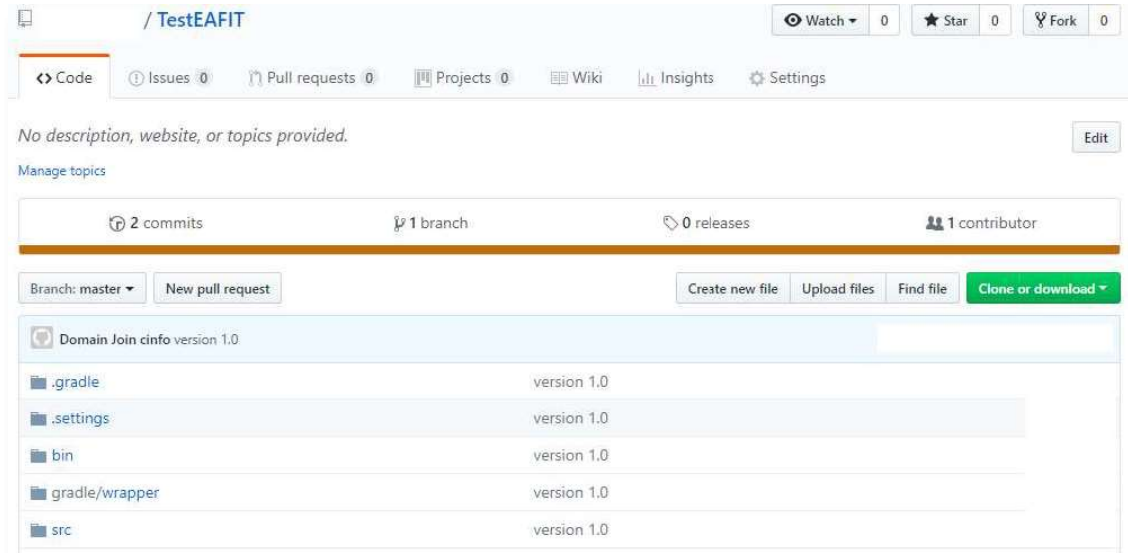 / TestEAFIT Watch 0 Star 0 Fork 0
Code Issues 0 Pull requests 0 Projects 0 Wiki Insights Settings
No description, website, or topics provided. Edit
Manage topics
2 commits 1 branch 0 releases 1 contributor
Branch: master New pull request Create new file Upload files Find file Clone or download
Domain Join cinfo version 1.0
.gradle version 1.0
.settings version 1.0
bin version 1.0
gradle/wrapper version 1.0
src version 1.0